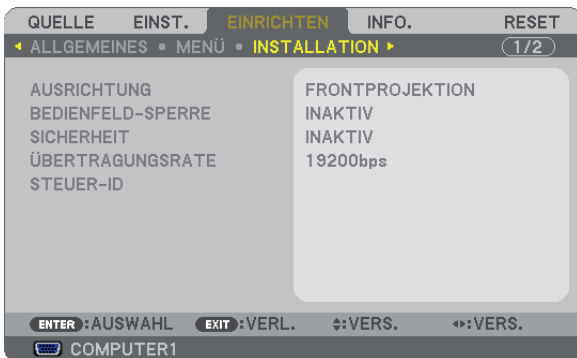 QUELLE EINST. EINRICHTEN INFO. RESET
◄ ALLGEMEINES • MENÜ • INSTALLATION ► 1/2
AUSRICHTUNG FRONTPROJEKTION
BEDIENFELD-SPERRE INAKTIV
SICHERHEIT INAKTIV
ÜBERTRAGUNGSRATE 19200bps
STEUER-ID
ENTER :AUSWAHL EXIT :VERL. ▲▼:VERS. ◄►:VERS.
COMPUTER1